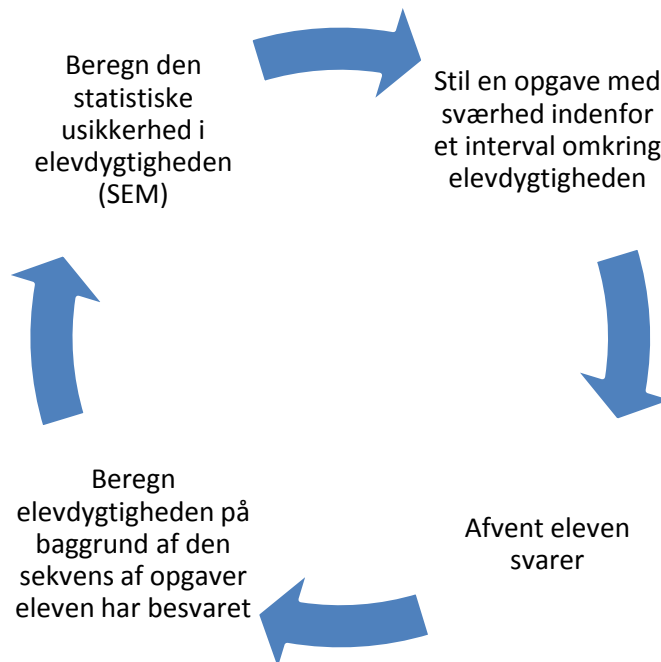 Beregn den
statistiske
usikkerhed i
elevdygtigheden
(SEM)
Stil en opgave med
sværhed indenfor
et interval omkring
elevdygtigheden
Afvent eleven
svarer
Beregn
elevdygtigheden på
baggrund af den
sekvens af opgaver
eleven har besvaret